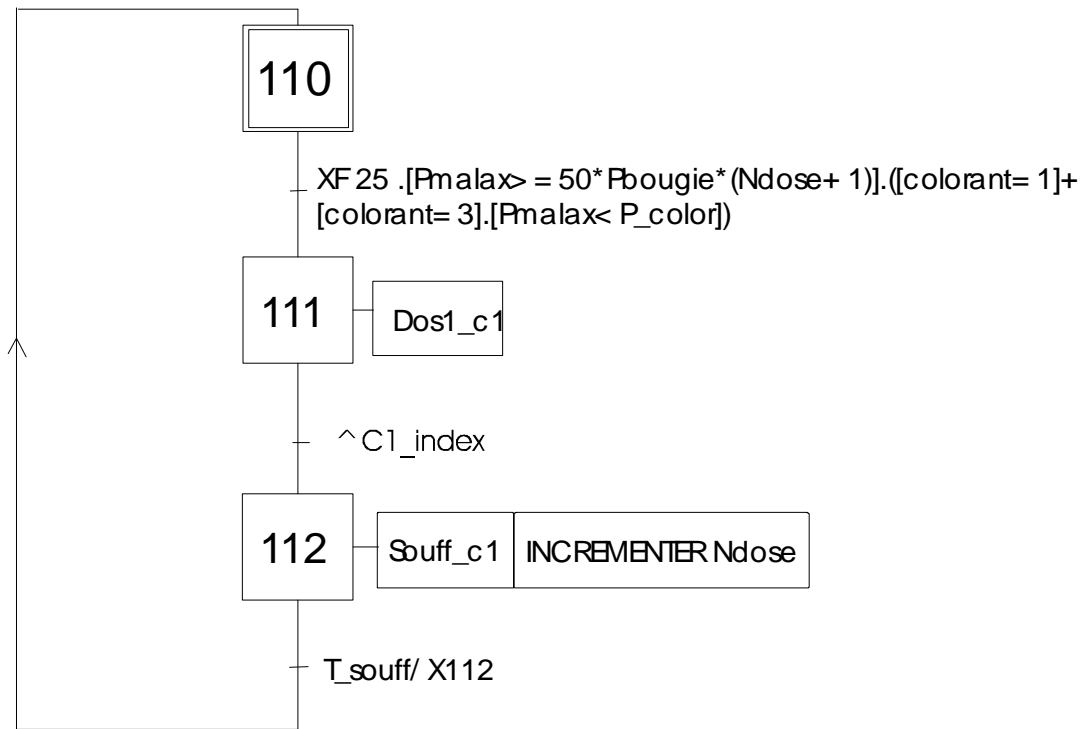 110
XF25 .[Pmalax>=50*Pbougie*(Ndose+1)].([colorant=1]+
[colorant=3].[Pmalax<P_color])
111
Dos1_c1
^C1_index
112
Souff_c1
INCREMENTER Ndose
T_souff/ X112